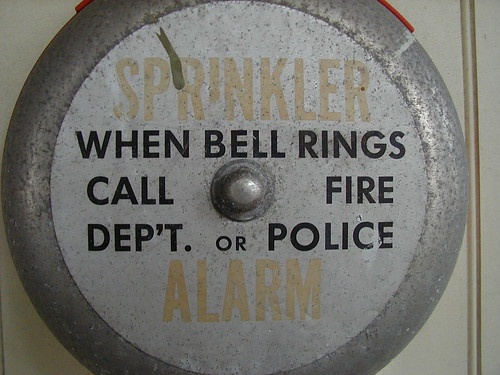 SPRINKLER
WHEN BELL RINGS
CALL FIRE
DEP'T. OR POLICE
ALARM